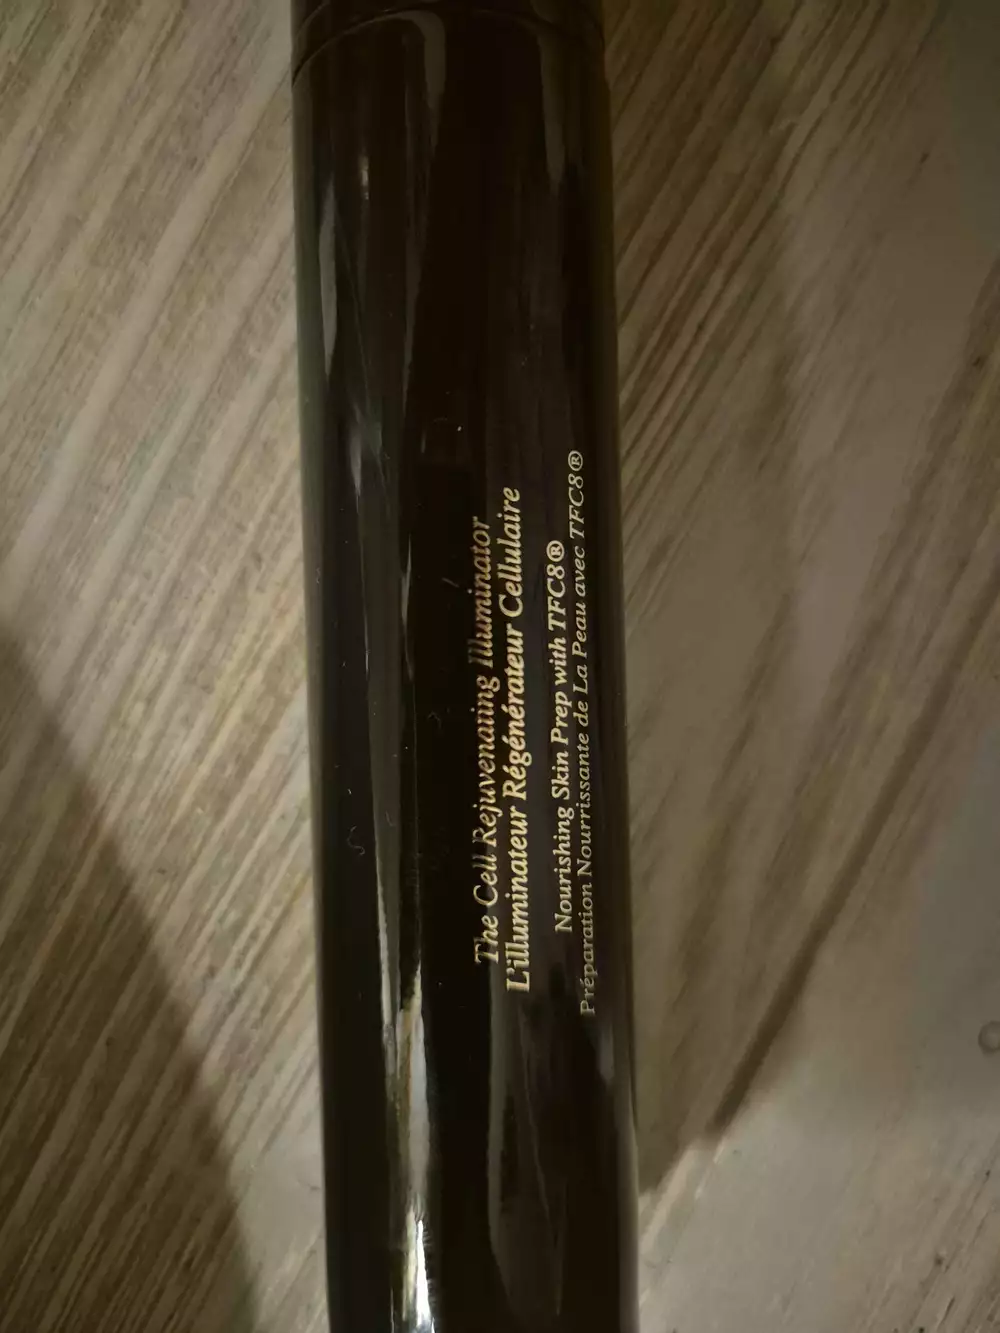 The Cell Rejuvenating Illuminator
L'illuminateur Régénérateur Cellulaire
Nourishing Skin Prep with TFC8®
Préparation Nourrissante de La Peau avec TFC8®